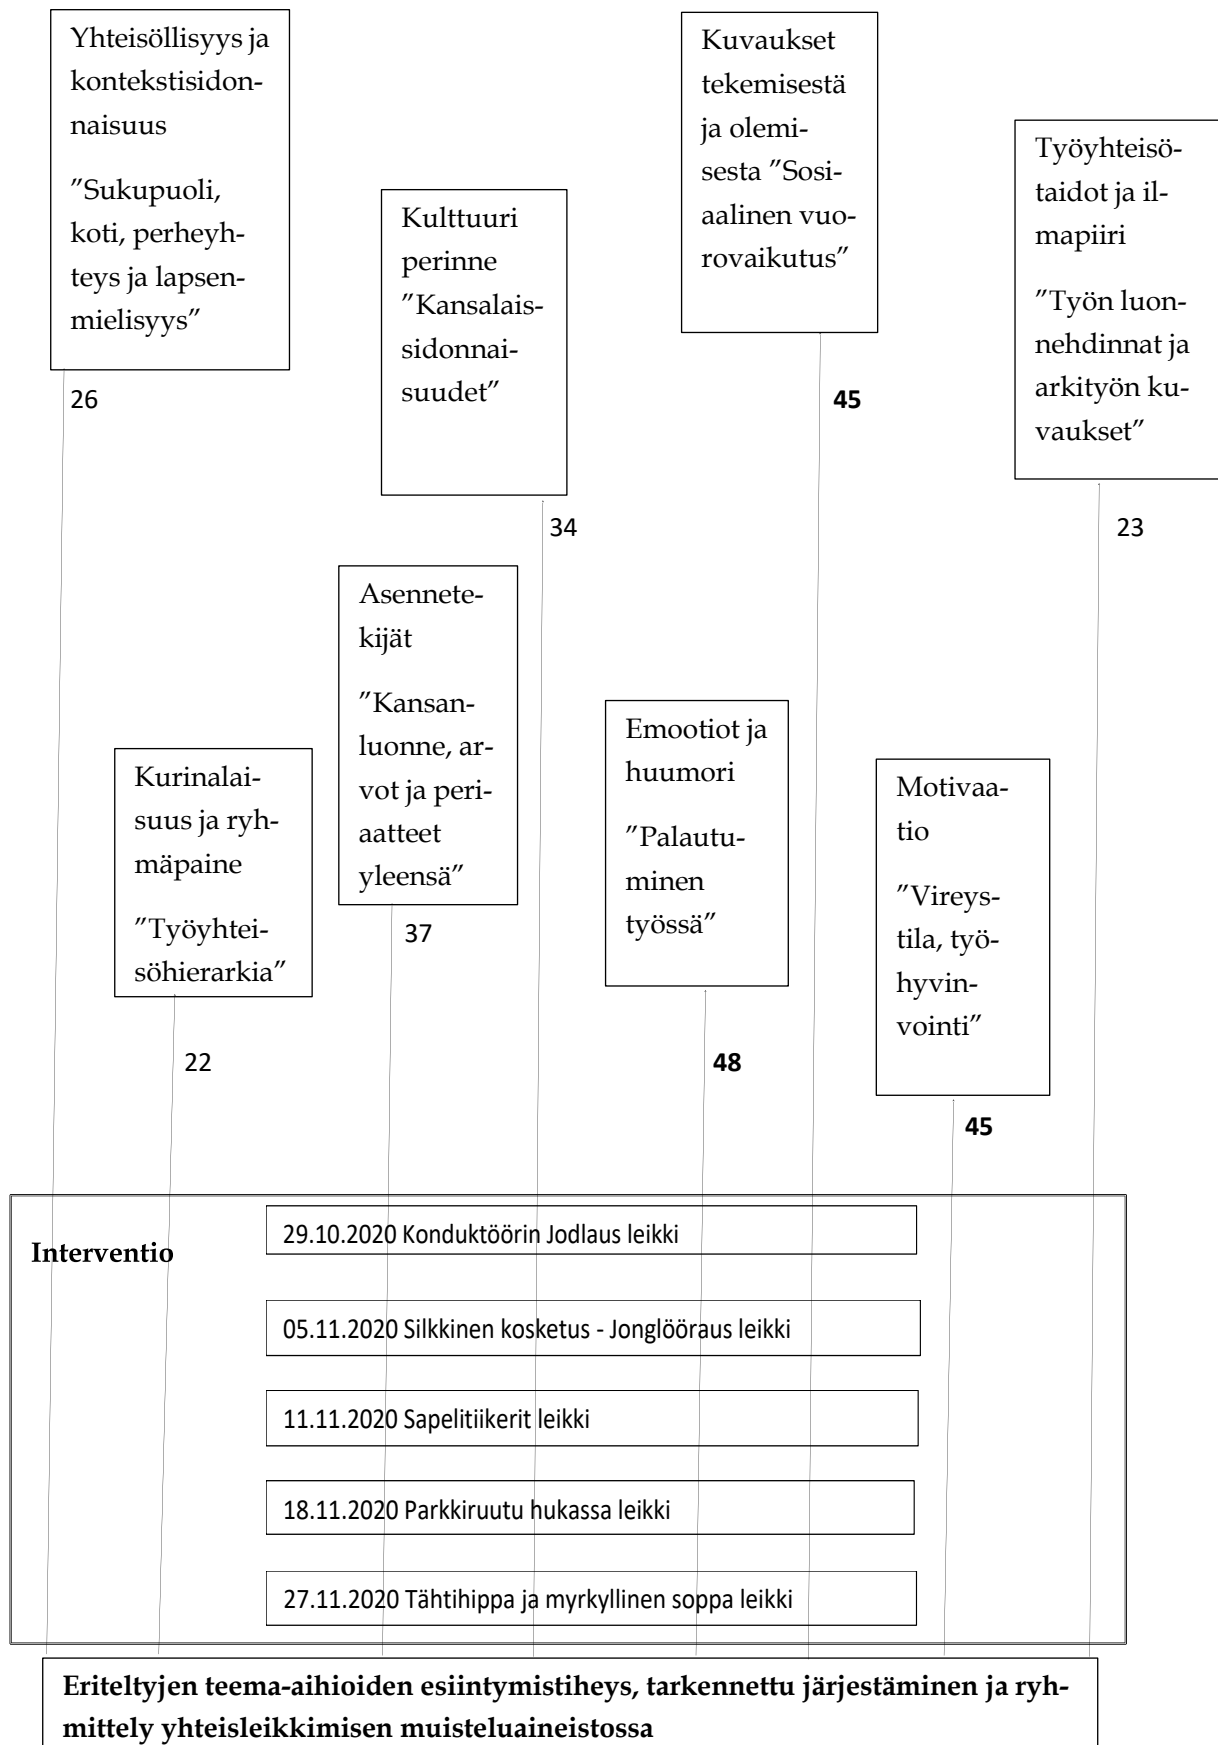 Yhteisöllisyys ja
kontekstisidon-
naisuus
”Sukupuoli,
koti, perheyh-
teys ja lapsen-
mielisyys”
26
Kulttuuri
perinne
”Kansalais-
sidonnai-
suudet”
34
Kuvaukset
tekemisestä
ja olemi-
sesta ”Sosi-
aalinen vuo-
rovaikutus”
45
Työyhteisö-
taidot ja il-
mapiiri
”Työn luon-
nehdinnat ja
arkityön ku-
vaukset”
23
Kurinalai-
suus ja ryh-
mäpaine
”Työyhtei-
söhierarkia”
22
Asennete-
kijät
”Kansan-
luonne, ar-
vot ja peri-
aatteet
yleensä”
37
Emootiot ja
huumori
”Palautu-
minen
työssä”
48
Motivaa-
tio
”Vireys-
tila, työ-
hyvin-
vointi”
45
Interventio
29.10.2020 Konduktöörin Jodlaus leikki
05.11.2020 Silkkinen kosketus - Jonglööraus leikki
11.11.2020 Sapelitiikerit leikki
18.11.2020 Parkkiruutu hukassa leikki
27.11.2020 Tähtihippa ja myrkyllinen soppa leikki
Eriteltyjen teema-aihioiden esiintymistiheys, tarkennettu järjestäminen ja ryh-
mittely yhteisleikkimisen muisteluaineistossa